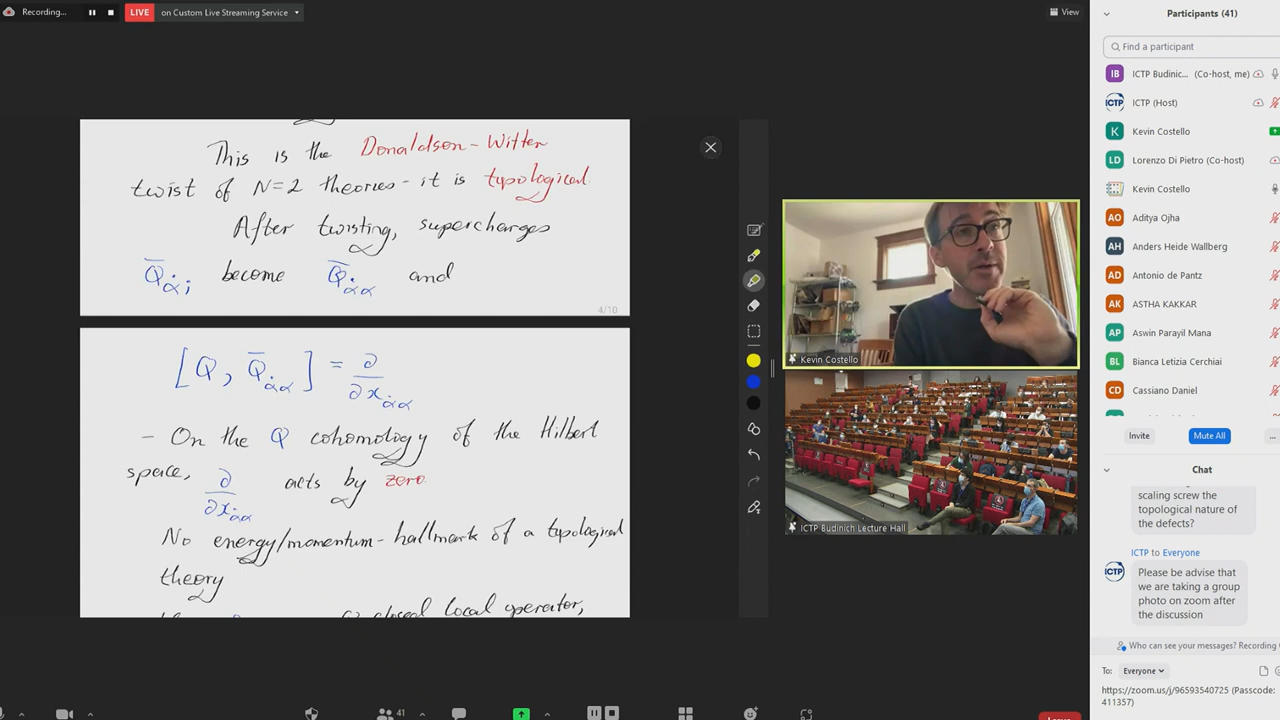 Recording...
LIVE
on Custom Live Streaming Service
View
This is the Donaldson-Witten
twist of N=2 theories - it is topological.
After twisting, supercharges
Q̄_α̇i become Q̄_α̇α and
4/10
[Q, Q̄_α̇α] = ∂/∂x_α̇α
- On the Q cohomology of the Hilbert
space, ∂/∂x_α̇α acts by zero.
No energy/momentum - hallmark of a topological
theory
closed local operator,
Kevin Costello
ICTP Budinich Lecture Hall
Participants (41)
Find a participant
IB ICTP Budinic... (Co-host, me)
ICTP ICTP (Host)
K Kevin Costello
LD Lorenzo Di Pietro (Co-host)
Kevin Costello
AO Aditya Ojha
AH Anders Heide Wallberg
AD Antonio de Pantz
AK ASTHA KAKKAR
AP Aswin Parayil Mana
BL Bianca Letizia Cerchiai
CD Cassiano Daniel
Invite
Mute All
...
Chat
scaling screw the
topological nature of
the defects?
ICTP to Everyone
ICTP
Please be advise that
we are taking a group
photo on zoom after
the discussion
Who can see your messages? Recording
To: Everyone
https://zoom.us/j/96593540725 (Passcode:
411357)
41